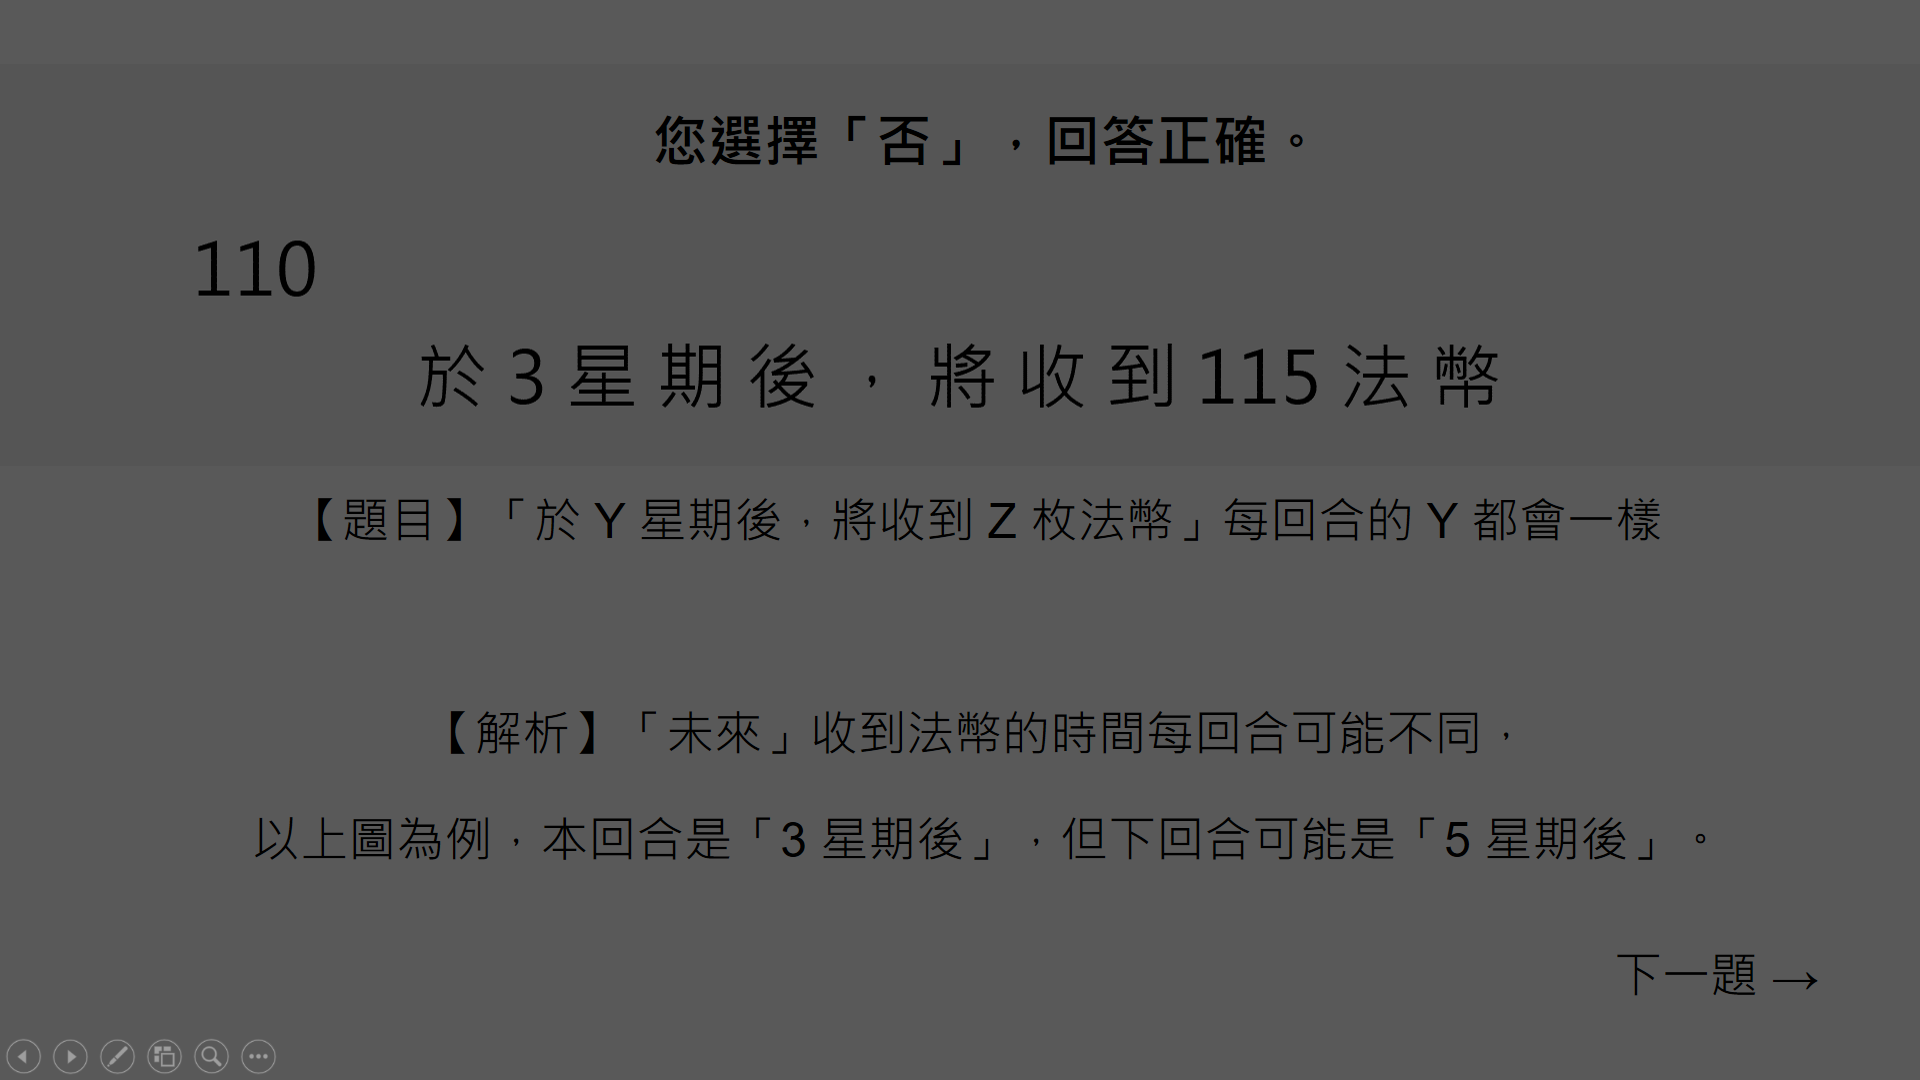 您選擇「否」，回答正確。
110
於3星期後，將收到115法幣
【題目】「於 Y 星期後，將收到 Z 枚法幣」每回合的 Y 都會一樣
【解析】「未來」收到法幣的時間每回合可能不同，
以上圖為例，本回合是「3 星期後」，但下回合可能是「5 星期後」。
下一題 →